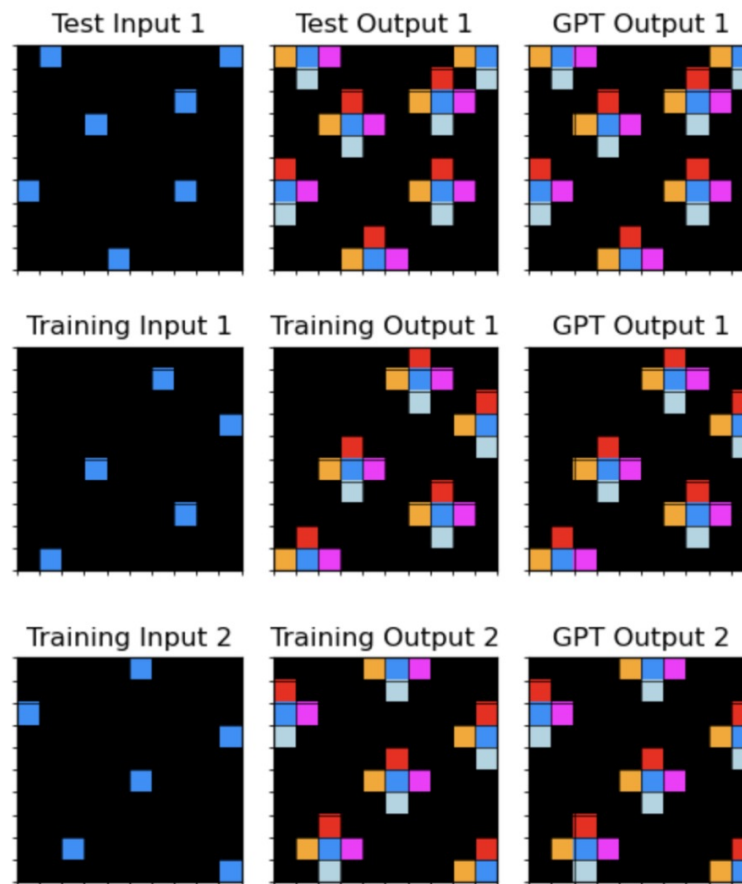 Test Input 1
Test Output 1
GPT Output 1
Training Input 1
Training Output 1
GPT Output 1
Training Input 2
Training Output 2
GPT Output 2